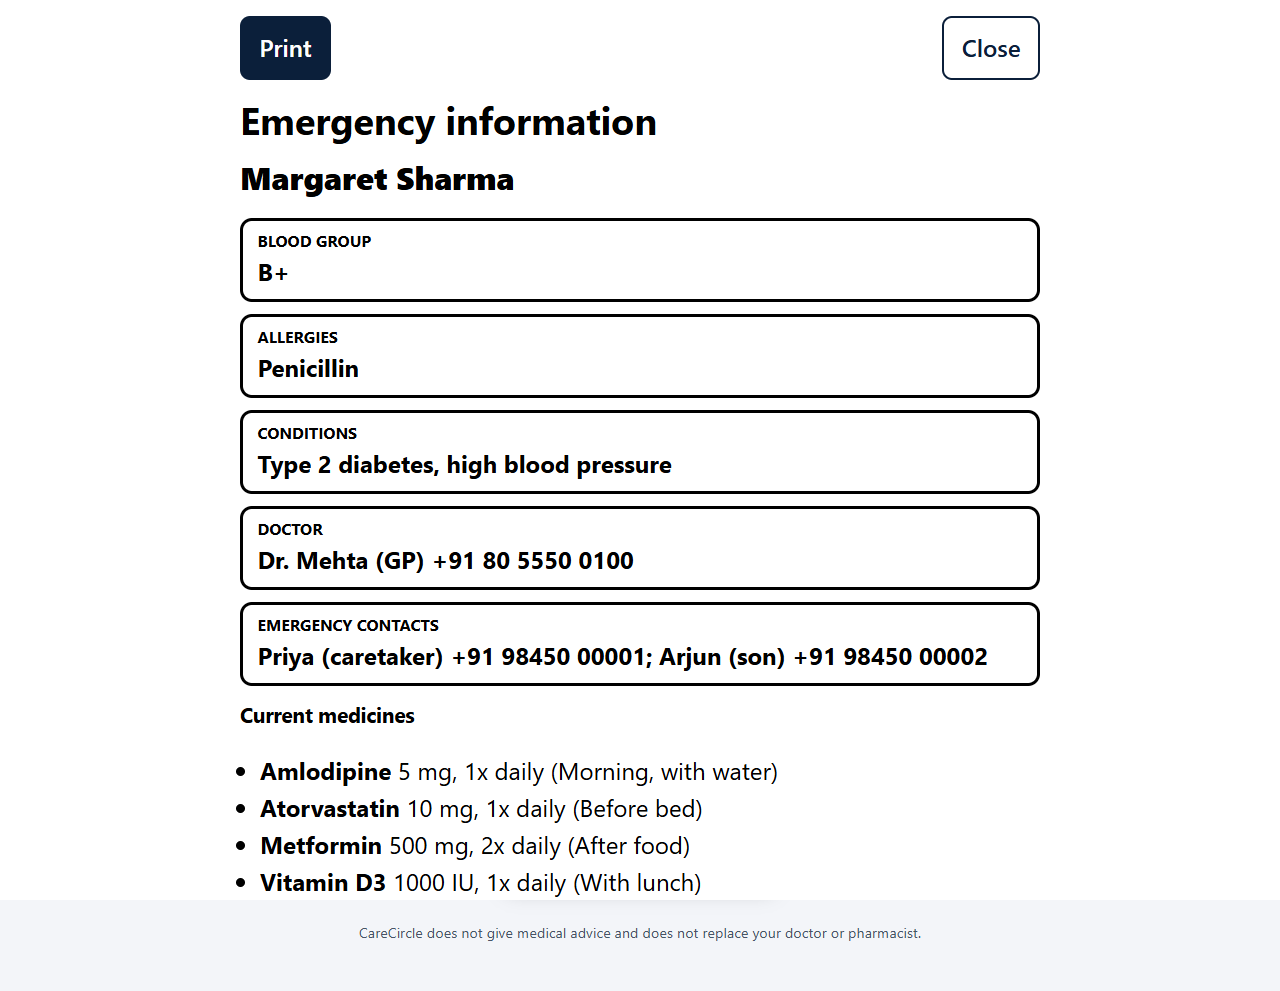 Print
Close
Emergency information
Margaret Sharma
BLOOD GROUP
B+
ALLERGIES
Penicillin
CONDITIONS
Type 2 diabetes, high blood pressure
DOCTOR
Dr. Mehta (GP) +91 80 5550 0100
EMERGENCY CONTACTS
Priya (caretaker) +91 98450 00001; Arjun (son) +91 98450 00002
Current medicines
Amlodipine 5 mg, 1x daily (Morning, with water)
Atorvastatin 10 mg, 1x daily (Before bed)
Metformin 500 mg, 2x daily (After food)
Vitamin D3 1000 IU, 1x daily (With lunch)
CareCircle does not give medical advice and does not replace your doctor or pharmacist.